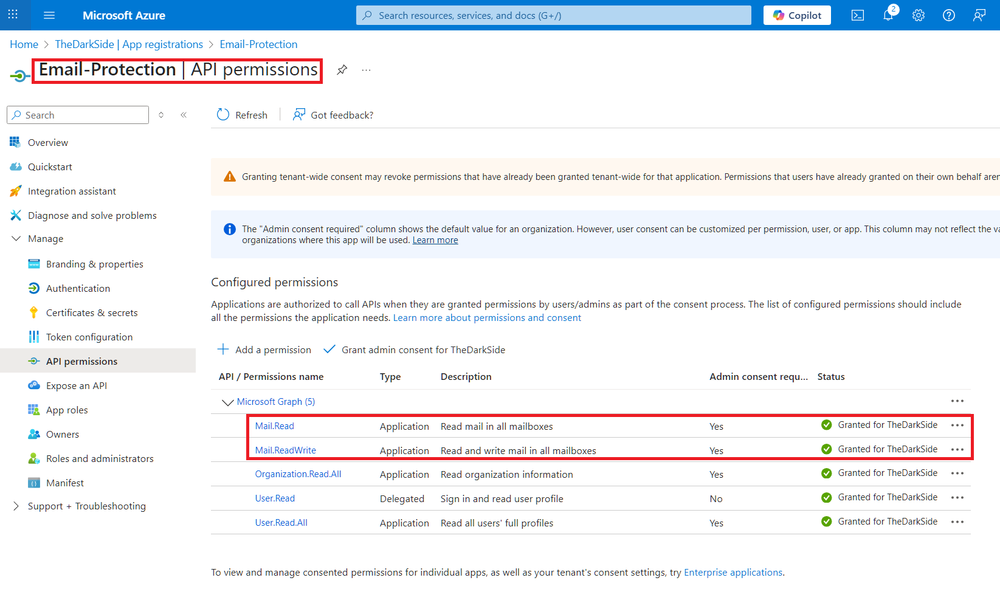 Microsoft Azure
Search resources, services, and docs (G+/)
Copilot
2
Home > TheDarkSide | App registrations > Email-Protection
Email-Protection | API permissions
...
Search
Refresh
Got feedback?
Overview
Quickstart
Integration assistant
Diagnose and solve problems
Manage
Branding & properties
Authentication
Certificates & secrets
Token configuration
API permissions
Expose an API
App roles
Owners
Roles and administrators
Manifest
Support + Troubleshooting
Granting tenant-wide consent may revoke permissions that have already been granted tenant-wide for that application. Permissions that users have already granted on their own behalf aren
The "Admin consent required" column shows the default value for an organization. However, user consent can be customized per permission, user, or app. This column may not reflect the va
organizations where this app will be used. Learn more
Configured permissions
Applications are authorized to call APIs when they are granted permissions by users/admins as part of the consent process. The list of configured permissions should include
all the permissions the application needs. Learn more about permissions and consent
Add a permission
Grant admin consent for TheDarkSide
API / Permissions name Type Description Admin consent requ... Status
Microsoft Graph (5) ...
Mail.Read Application Read mail in all mailboxes Yes Granted for TheDarkSide ...
Mail.ReadWrite Application Read and write mail in all mailboxes Yes Granted for TheDarkSide ...
Organization.Read.All Application Read organization information Yes Granted for TheDarkSide ...
User.Read Delegated Sign in and read user profile No Granted for TheDarkSide ...
User.Read.All Application Read all users' full profiles Yes Granted for TheDarkSide ...
To view and manage consented permissions for individual apps, as well as your tenant's consent settings, try Enterprise applications.